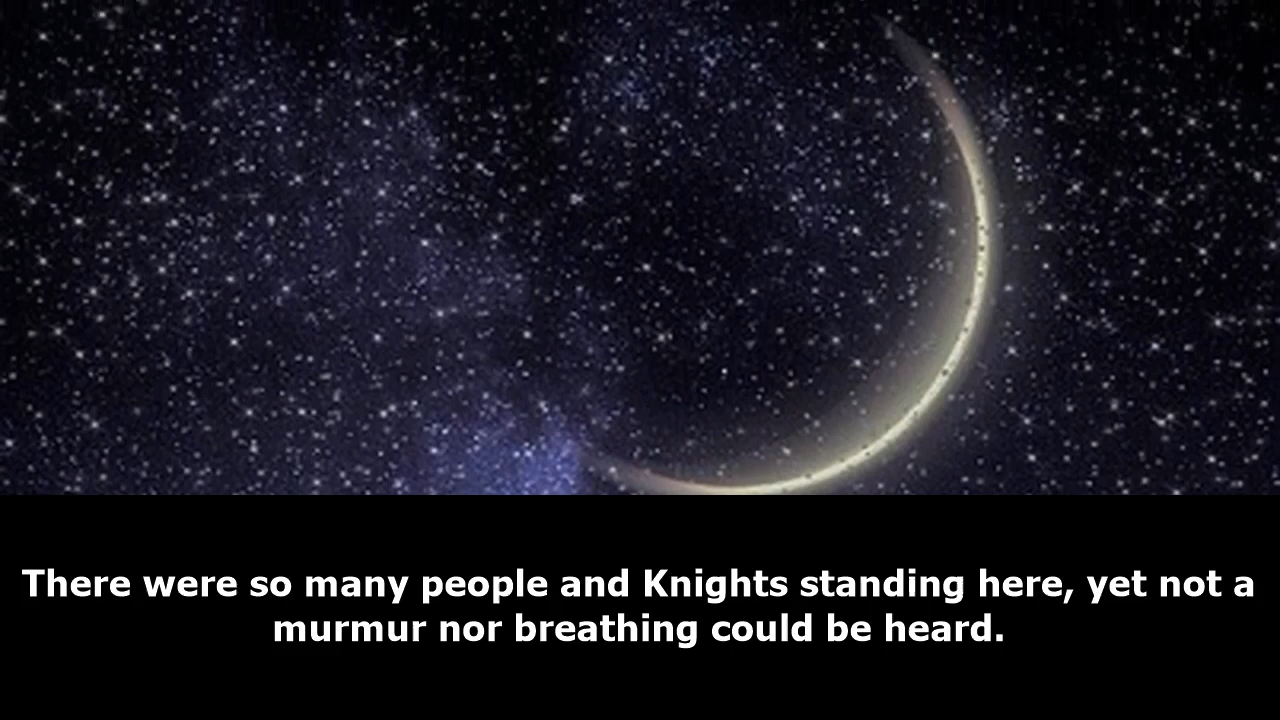 There were so many people and Knights standing here, yet not a
murmur nor breathing could be heard.